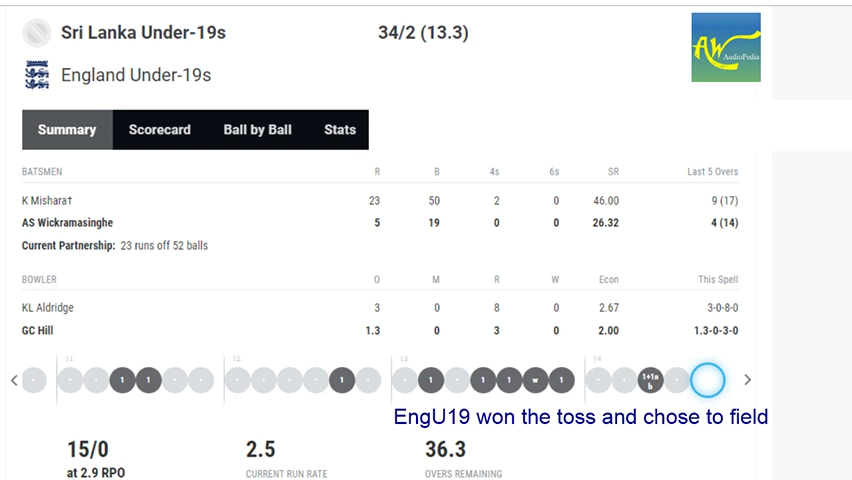 Sri Lanka Under-19s 34/2 (13.3)
AW AudioPedia
England Under-19s
Summary Scorecard Ball by Ball Stats
BATSMEN R B 4s 6s SR Last 5 Overs
K Mishara† 23 50 2 0 46.00 9 (17)
AS Wickramasinghe 5 19 0 0 26.32 4 (14)
Current Partnership: 23 runs off 52 balls
BOWLER O M R W Econ This Spell
KL Aldridge 3 0 8 0 2.67 3-0-8-0
GC Hill 1.3 0 3 0 2.00 1.3-0-3-0
11 12 13 14
1 1 1 1 1 1 w 1 1+1n
b
EngU19 won the toss and chose to field
15/0 2.5 36.3
at 2.9 RPO CURRENT RUN RATE OVERS REMAINING